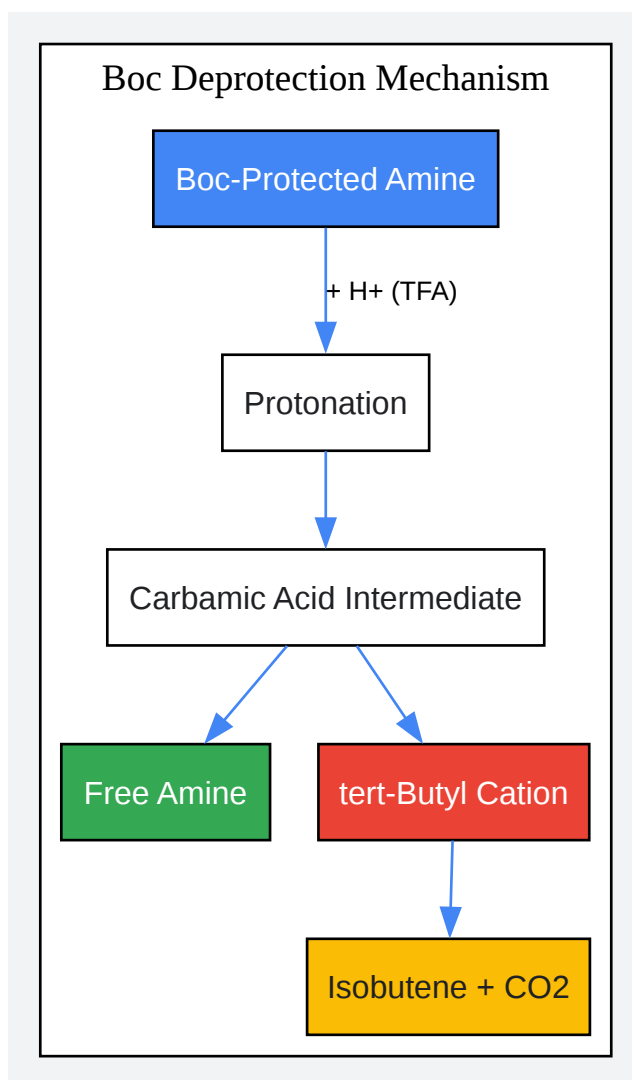 Boc Deprotection Mechanism
Boc-Protected Amine
+ H+ (TFA)
Protonation
Carbamic Acid Intermediate
Free Amine
tert-Butyl Cation
Isobutene + CO2